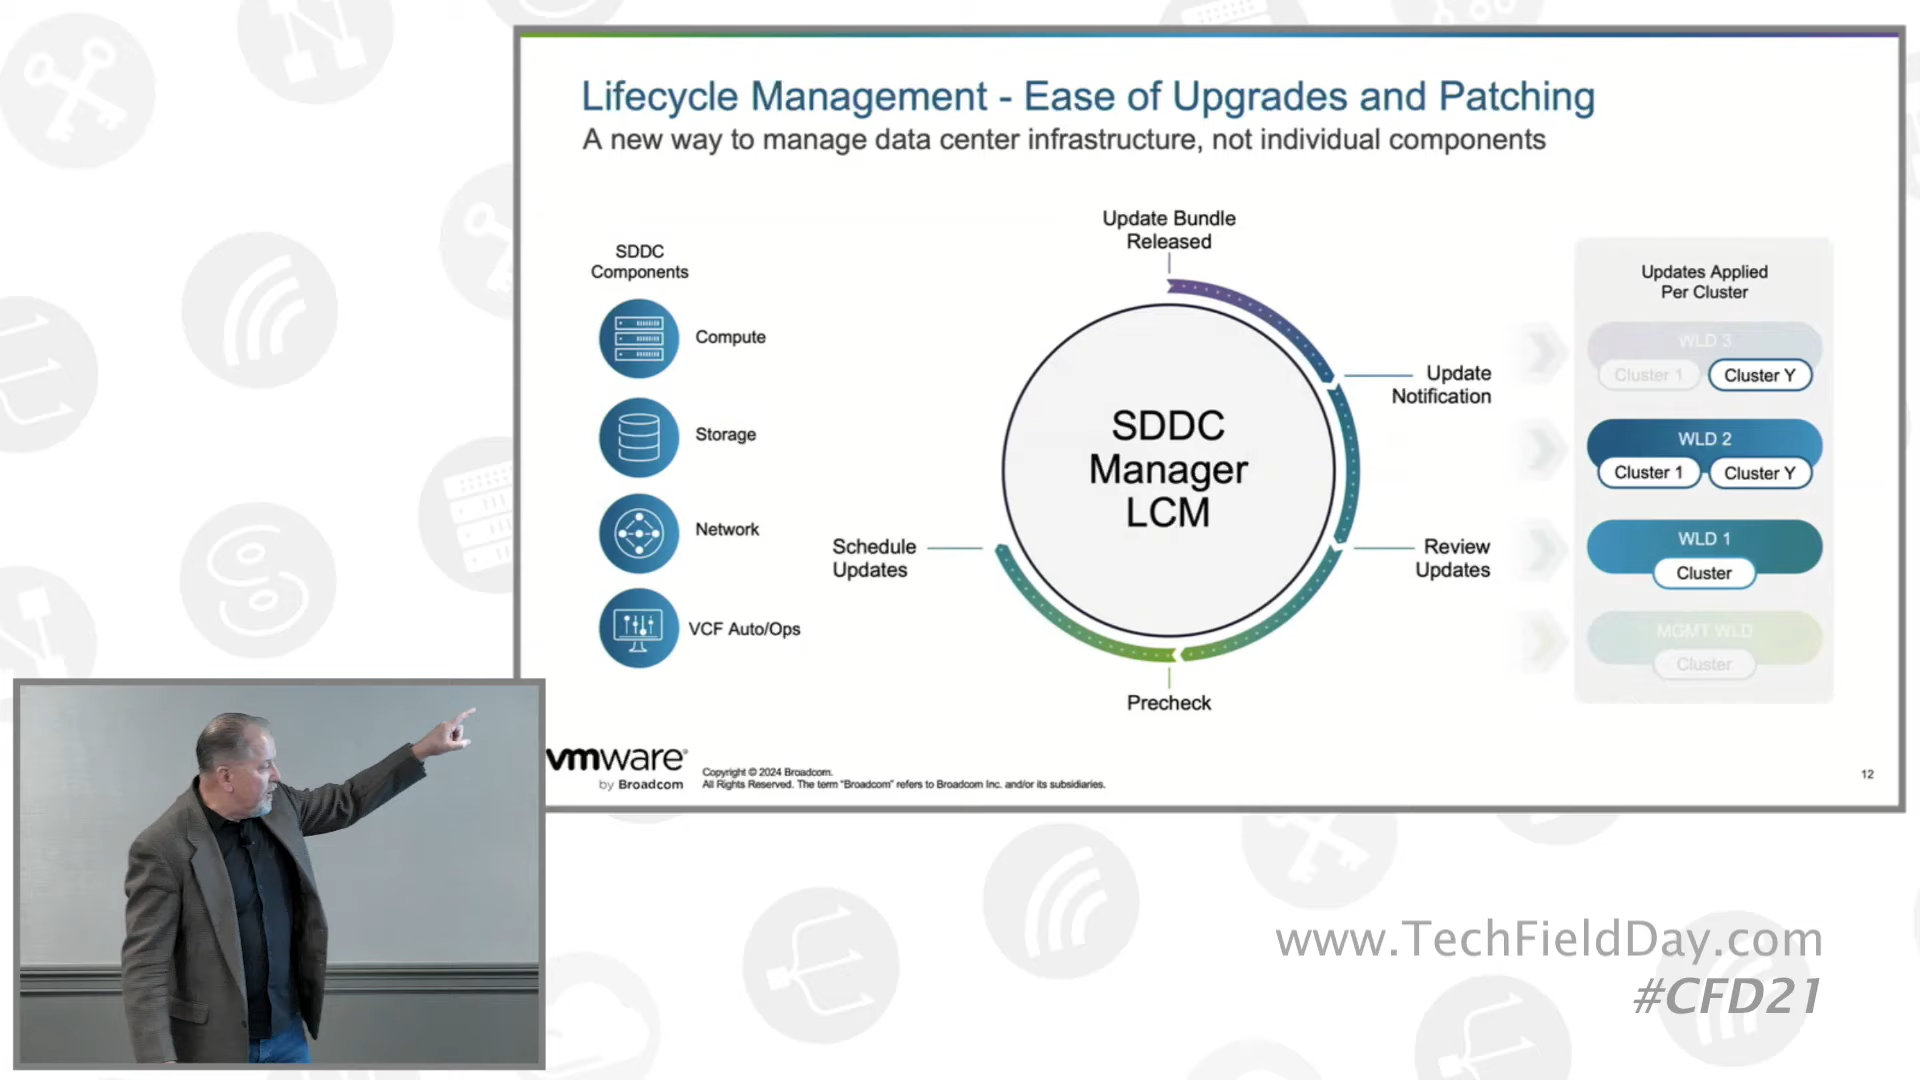 Lifecycle Management - Ease of Upgrades and Patching
A new way to manage data center infrastructure, not individual components
SDDC
Components
Compute
Storage
Network
VCF Auto/Ops
Update Bundle
Released
Update
Notification
Review
Updates
Precheck
Schedule
Updates
SDDC
Manager
LCM
Updates Applied
Per Cluster
WLD 3
Cluster 1
Cluster Y
WLD 2
Cluster 1
Cluster Y
WLD 1
Cluster
MGMT WLD
Cluster
vmware®
by Broadcom
Copyright © 2024 Broadcom.
All Rights Reserved. The term "Broadcom" refers to Broadcom Inc. and/or its subsidiaries.
12
www.TechFieldDay.com
#CFD21